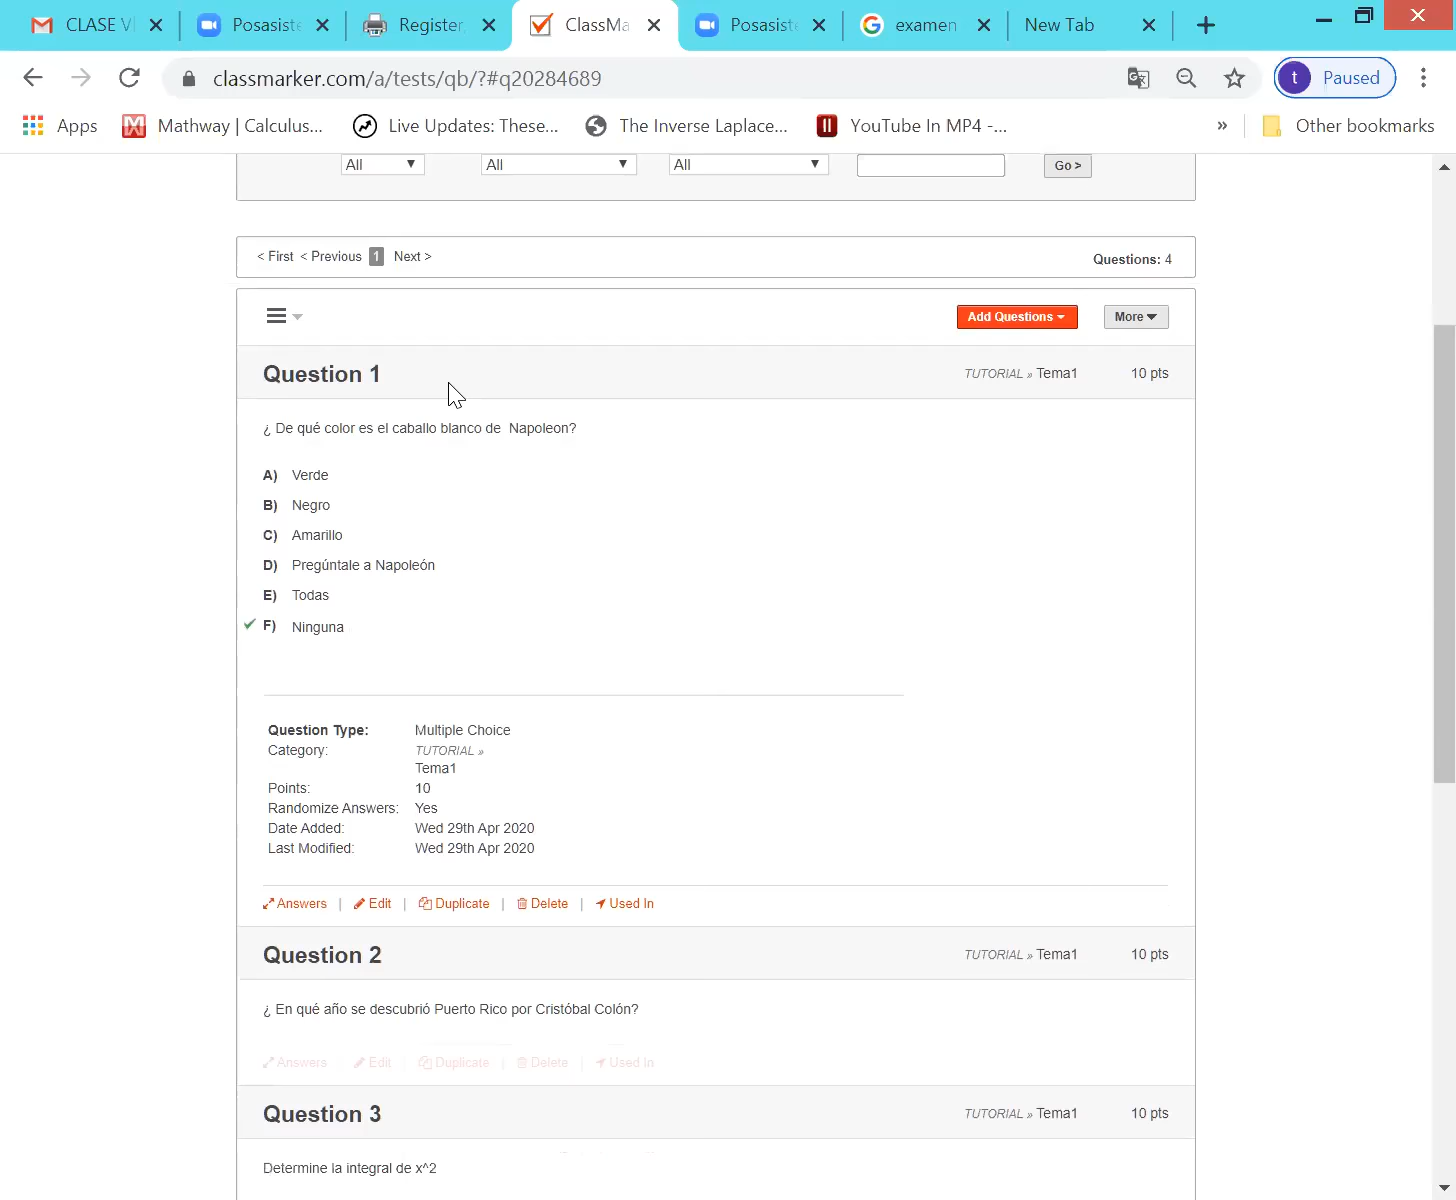 CLASE VI
Posasiste
Register,
ClassMa
Posasiste
examen
New Tab
classmarker.com/a/tests/qb/?#q20284689
t Paused
Apps
Mathway | Calculus...
Live Updates: These...
The Inverse Laplace...
YouTube In MP4 -...
»
Other bookmarks
All All All Go >
< First < Previous 1 Next > Questions: 4
Add Questions More
Question 1 TUTORIAL » Tema1 10 pts
¿ De qué color es el caballo blanco de Napoleon?
A) Verde
B) Negro
C) Amarillo
D) Pregúntale a Napoleón
E) Todas
F) Ninguna
Question Type: Multiple Choice
Category: TUTORIAL »
Tema1
Points: 10
Randomize Answers: Yes
Date Added: Wed 29th Apr 2020
Last Modified: Wed 29th Apr 2020
Answers | Edit | Duplicate | Delete | Used In
Question 2 TUTORIAL » Tema1 10 pts
¿ En qué año se descubrió Puerto Rico por Cristóbal Colón?
Answers Edit Duplicate Delete Used In
Question 3 TUTORIAL » Tema1 10 pts
Determine la integral de x^2